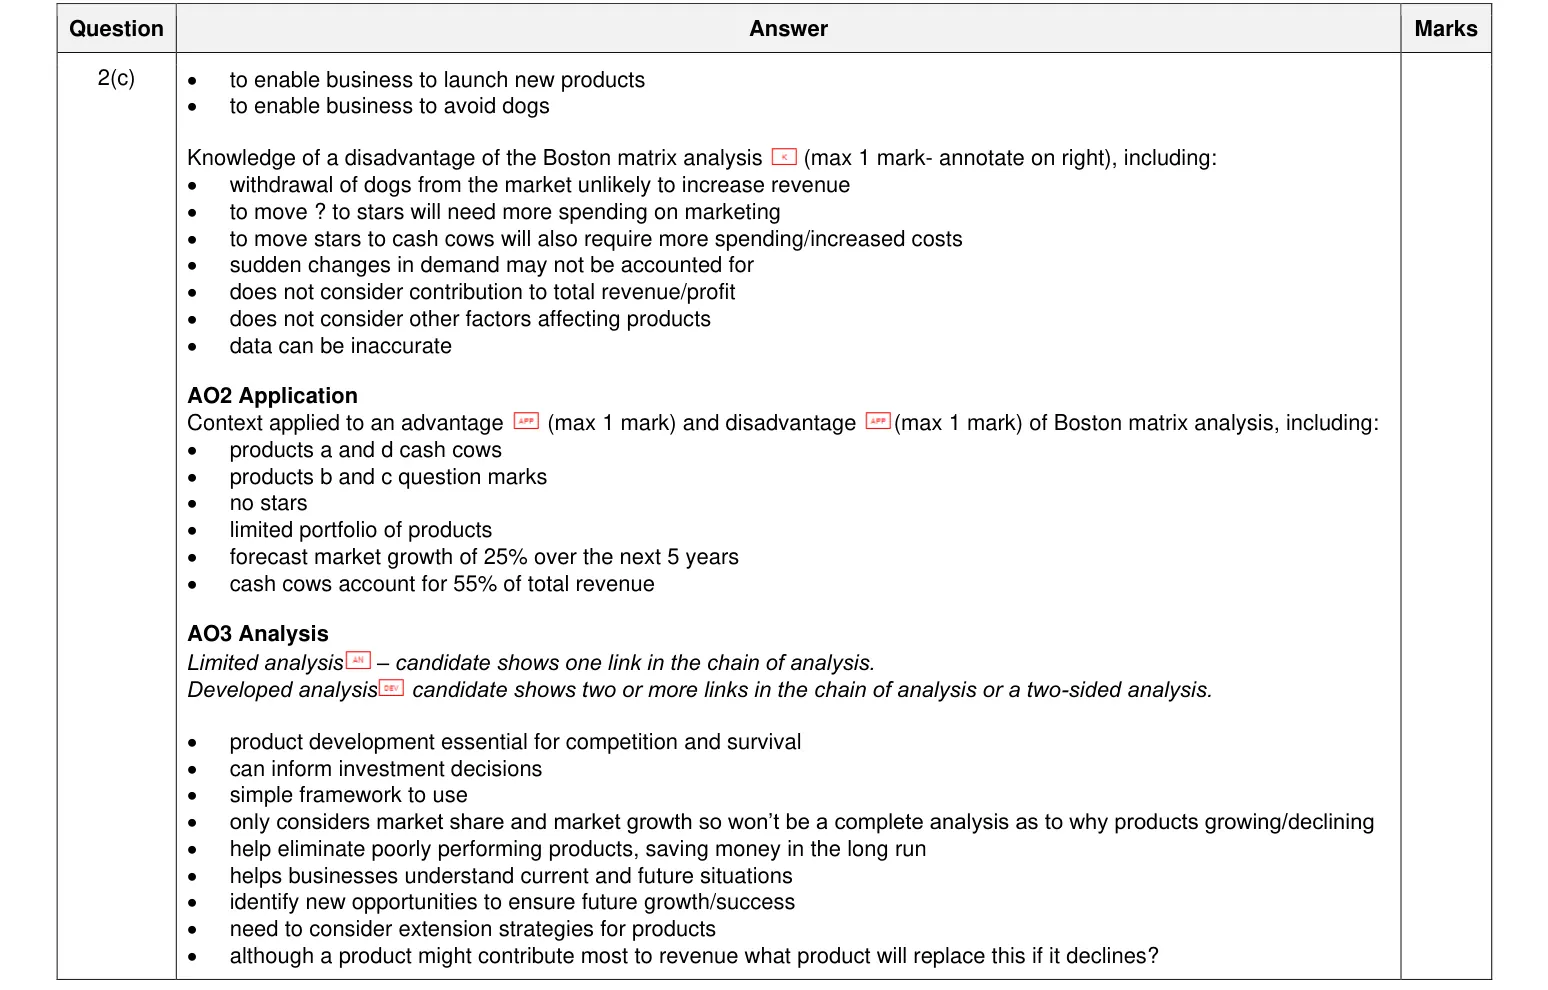 Question Answer Marks
2(c)
• to enable business to launch new products
• to enable business to avoid dogs
Knowledge of a disadvantage of the Boston matrix analysis K (max 1 mark- annotate on right), including:
• withdrawal of dogs from the market unlikely to increase revenue
• to move ? to stars will need more spending on marketing
• to move stars to cash cows will also require more spending/increased costs
• sudden changes in demand may not be accounted for
• does not consider contribution to total revenue/profit
• does not consider other factors affecting products
• data can be inaccurate
AO2 Application
Context applied to an advantage APP (max 1 mark) and disadvantage APP (max 1 mark) of Boston matrix analysis, including:
• products a and d cash cows
• products b and c question marks
• no stars
• limited portfolio of products
• forecast market growth of 25% over the next 5 years
• cash cows account for 55% of total revenue
AO3 Analysis
Limited analysis AN – candidate shows one link in the chain of analysis.
Developed analysis DEV candidate shows two or more links in the chain of analysis or a two-sided analysis.
• product development essential for competition and survival
• can inform investment decisions
• simple framework to use
• only considers market share and market growth so won’t be a complete analysis as to why products growing/declining
• help eliminate poorly performing products, saving money in the long run
• helps businesses understand current and future situations
• identify new opportunities to ensure future growth/success
• need to consider extension strategies for products
• although a product might contribute most to revenue what product will replace this if it declines?